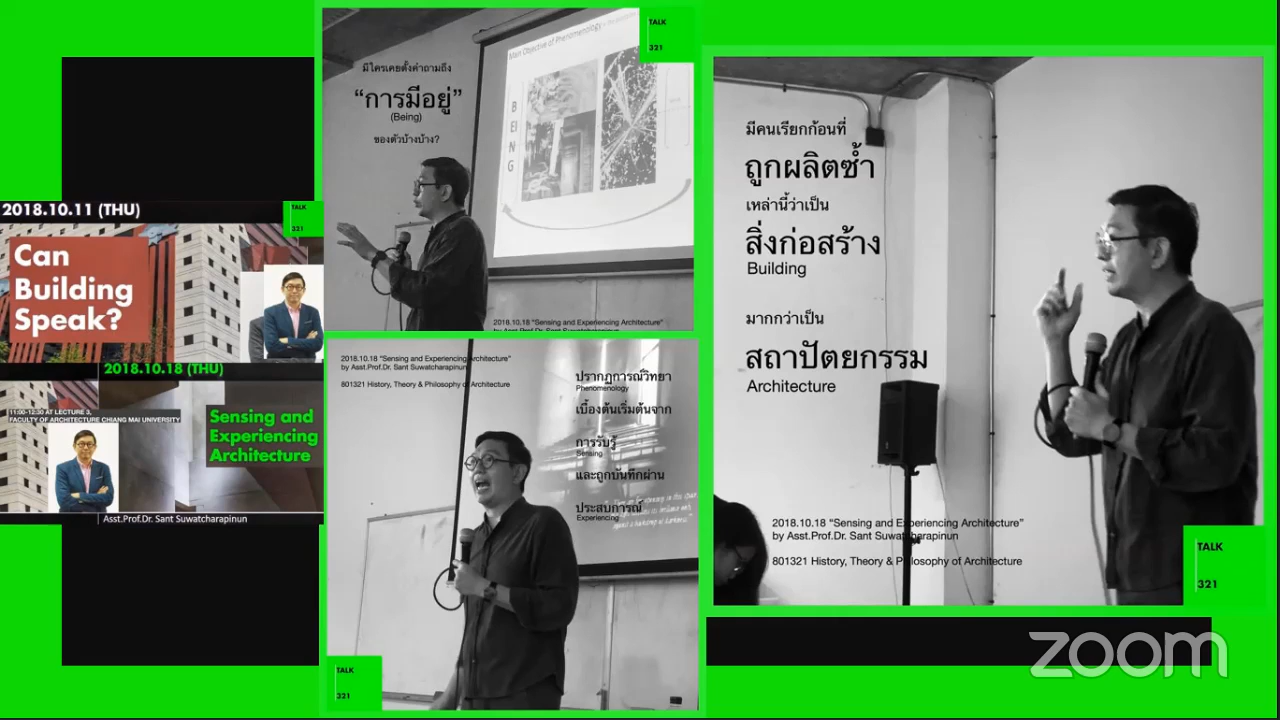 2018.10.11 (THU)
TALK
321
Can
Building
Speak?
2018.10.18 (THU)
11:00-12:30 AT LECTURE 3,
FACULTY OF ARCHITECTURE CHIANG MAI UNIVERSITY
Sensing and
Experiencing
Architecture
Asst.Prof.Dr. Sant Suwatcharapinun
TALK
321
Main Objective of Phenomenology
BEING
มีใครเคยตั้งคำถามถึง
“การมีอยู่”
(Being)
ของตัวบ้างบ้าง?
2018.10.18 “Sensing and Experiencing Architecture”
by Asst.Prof.Dr. Sant Suwatcharapinun
2018.10.18 “Sensing and Experiencing Architecture”
by Asst.Prof.Dr. Sant Suwatcharapinun
801321 History, Theory & Philosophy of Architecture
ปรากฏการณ์วิทยา
Phenomenology
เบื้องต้นเริ่มต้นจาก
การรับรู้
Sensing
และถูกบันทึกผ่าน
ประสบการณ์
Experiencing
TALK
321
มีคนเรียกก้อนที่
ถูกผลิตซ้ำ
เหล่านี้ว่าเป็น
สิ่งก่อสร้าง
Building
มากกว่าเป็น
สถาปัตยกรรม
Architecture
2018.10.18 “Sensing and Experiencing Architecture”
by Asst.Prof.Dr. Sant Suwatcharapinun
801321 History, Theory & Philosophy of Architecture
TALK
321
zoom